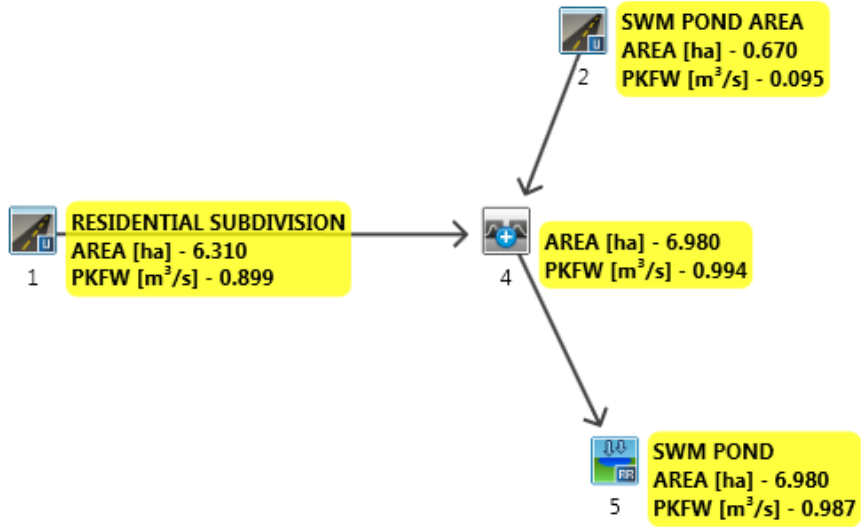 SWM POND AREA
AREA [ha] - 0.670
PKFW [m³/s] - 0.095
U
2
RESIDENTIAL SUBDIVISION
AREA [ha] - 6.310
PKFW [m³/s] - 0.899
U
1
AREA [ha] - 6.980
PKFW [m³/s] - 0.994
4
SWM POND
AREA [ha] - 6.980
PKFW [m³/s] - 0.987
RR
5